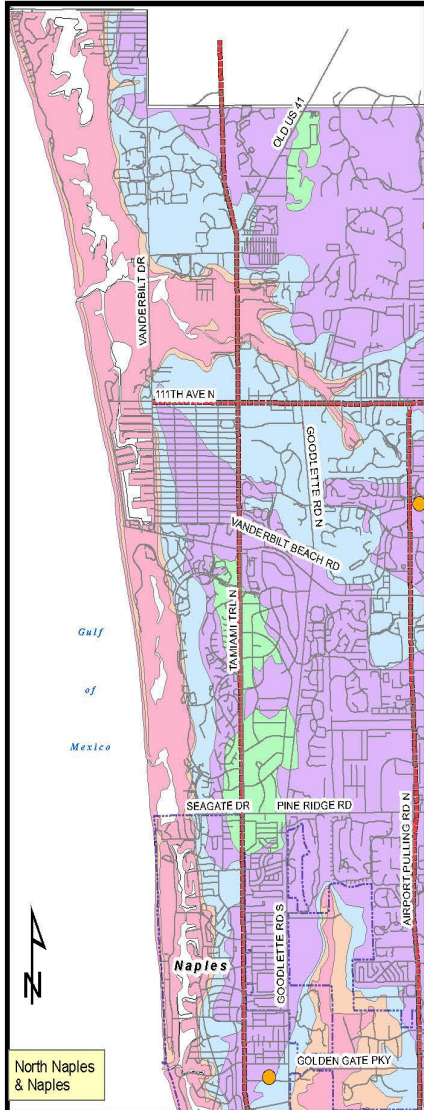 OLD US 41
VANDERBILT DR
111TH AVE N
GOODLETTE RD N
VANDERBILT BEACH RD
TAMIAMI TRL N
Gulf
of
Mexico
SEAGATE DR
PINE RIDGE RD
AIRPORT PULLING RD N
GOODLETTE RD S
Naples
N
GOLDEN GATE PKY
North Naples
& Naples